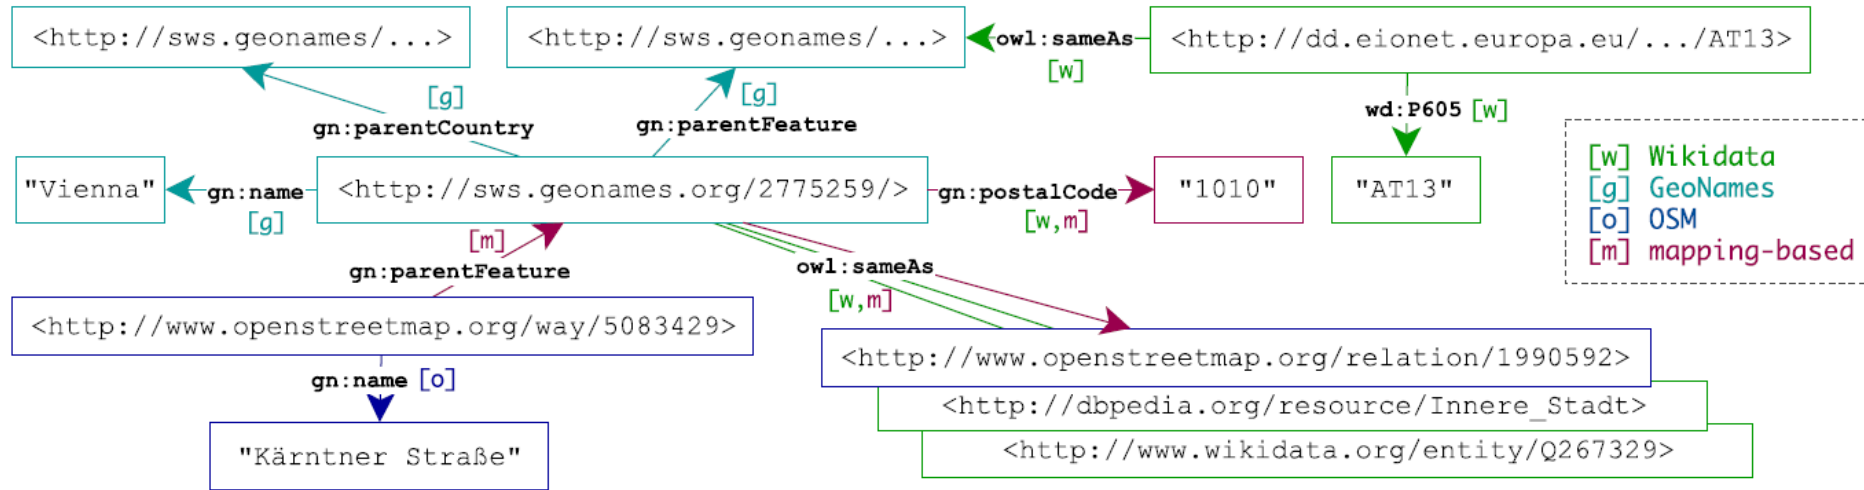 <http://sws.geonames/...>
<http://sws.geonames/...>
owl:sameAs
[w]
<http://dd.eionet.europa.eu/.../AT13>
[g]
gn:parentCountry
[g]
gn:parentFeature
wd:P605 [w]
"Vienna"
gn:name
[g]
<http://sws.geonames.org/2775259/>
gn:postalCode
[w,m]
"1010"
"AT13"
[w] Wikidata
[g] GeoNames
[o] OSM
[m] mapping-based
[m]
gn:parentFeature
owl:sameAs
[w,m]
<http://www.openstreetmap.org/way/5083429>
gn:name [o]
"Kärntner Straße"
<http://www.openstreetmap.org/relation/1990592>
<http://dbpedia.org/resource/Innere_Stadt>
<http://www.wikidata.org/entity/Q267329>